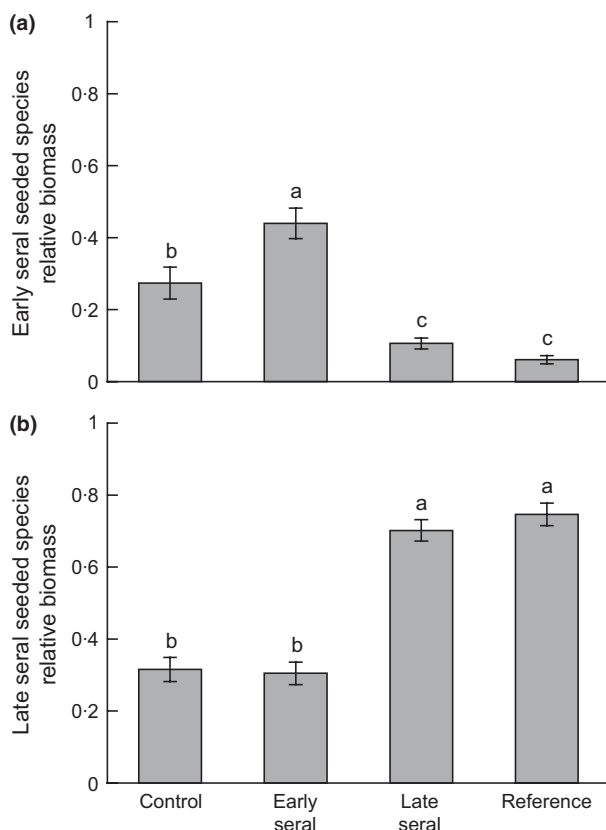 (a)
Early seral seeded species
relative biomass
1
0·8
0·6
0·4
0·2
0
b
a
c
c
(b)
Late seral seeded species
relative biomass
1
0·8
0·6
0·4
0·2
0
b
b
a
a
Control
Early
seral
Late
seral
Reference